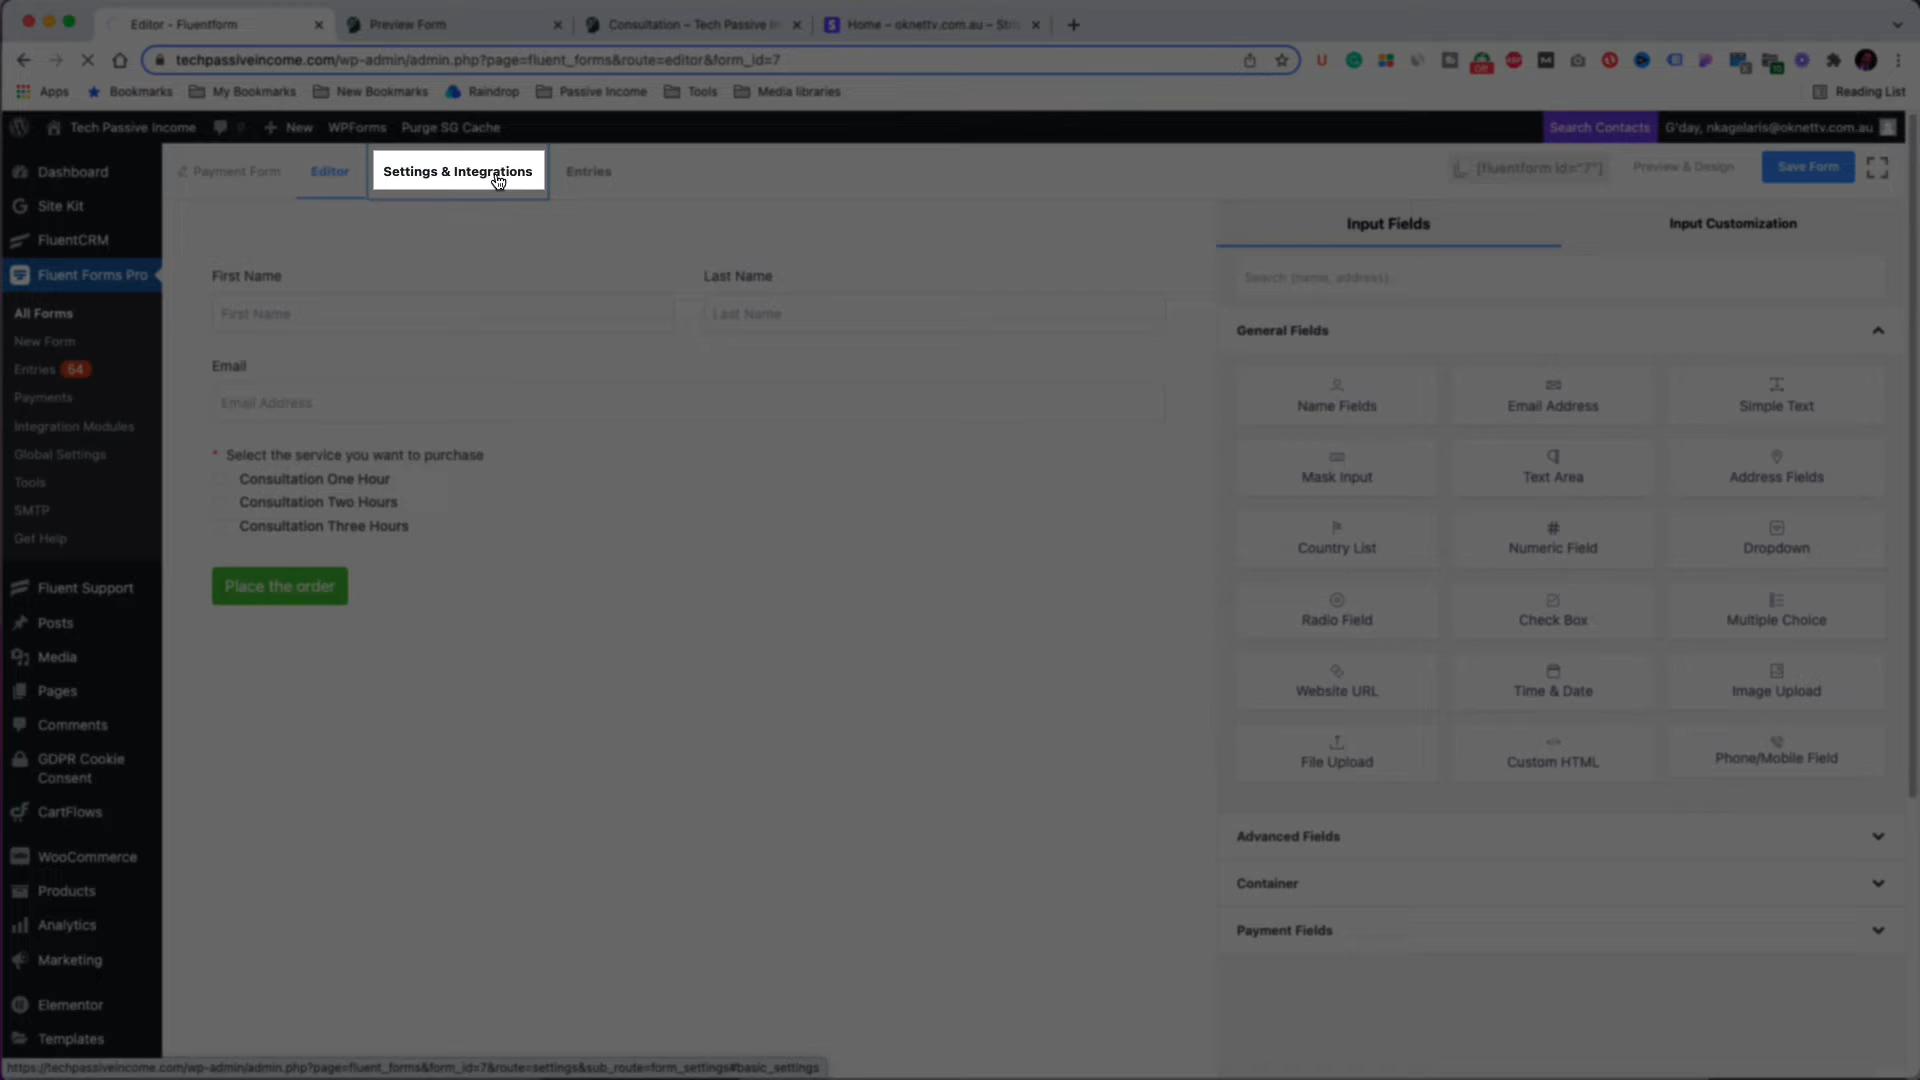 Editor - Fluentform
Preview Form
Consultation – Tech Passive In
Home – oknettv.com.au – Stri
techpassiveincome.com/wp-admin/admin.php?page=fluent_forms&route=editor&form_id=7
Apps
Bookmarks
My Bookmarks
New Bookmarks
Raindrop
Passive Income
Tools
Media libraries
Reading List
Tech Passive Income
0
New
WPForms
Purge SG Cache
Search Contacts
G'day, nkagelaris@oknettv.com.au
Dashboard
Site Kit
FluentCRM
Fluent Forms Pro
All Forms
New Form
Entries 64
Payments
Integration Modules
Global Settings
Tools
SMTP
Get Help
Fluent Support
Posts
Media
Pages
Comments
GDPR Cookie
Consent
CartFlows
WooCommerce
Products
Analytics
Marketing
Elementor
Templates
Payment Form
Editor
Settings & Integrations
Entries
[fluentform id="7"]
Preview & Design
Save Form
First Name
Last Name
First Name
Last Name
Email
Email Address
* Select the service you want to purchase
Consultation One Hour
Consultation Two Hours
Consultation Three Hours
Place the order
Input Fields
Input Customization
Search (name, address)..
General Fields
Name Fields
Email Address
Simple Text
Mask Input
Text Area
Address Fields
Country List
Numeric Field
Dropdown
Radio Field
Check Box
Multiple Choice
Website URL
Time & Date
Image Upload
File Upload
Custom HTML
Phone/Mobile Field
Advanced Fields
Container
Payment Fields
https://techpassiveincome.com/wp-admin/admin.php?page=fluent_forms&form_id=7&route=settings&sub_route=form_settings#basic_settings